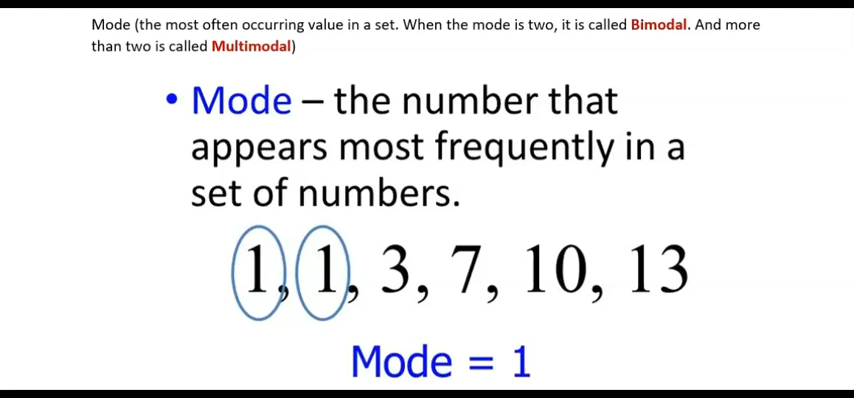 Mode (the most often occurring value in a set. When the mode is two, it is called Bimodal. And more
than two is called Multimodal)
• Mode – the number that
appears most frequently in a
set of numbers.
1, 1, 3, 7, 10, 13
Mode = 1